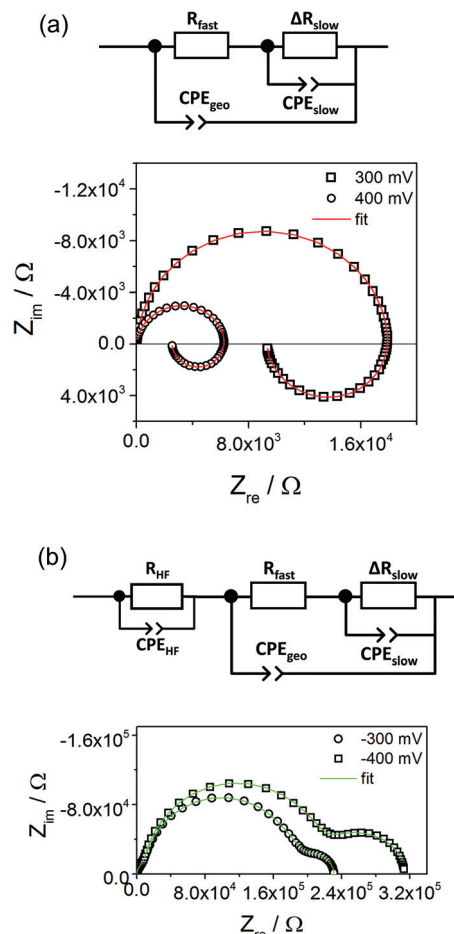 (a)
R_fast ΔR_slow
CPE_slow
CPE_geo
-1.2x10^4
-8.0x10^3
-4.0x10^3
0.0
4.0x10^3
Z_im / Ω
300 mV
400 mV
fit
0.0 8.0x10^3 1.6x10^4
Z_re / Ω
(b)
R_HF R_fast ΔR_slow
CPE_HF CPE_slow
CPE_geo
-1.6x10^5
-8.0x10^4
0.0
Z_im / Ω
-300 mV
-400 mV
fit
0.0 8.0x10^4 1.6x10^5 2.4x10^5 3.2x10^5
Z_re / Ω